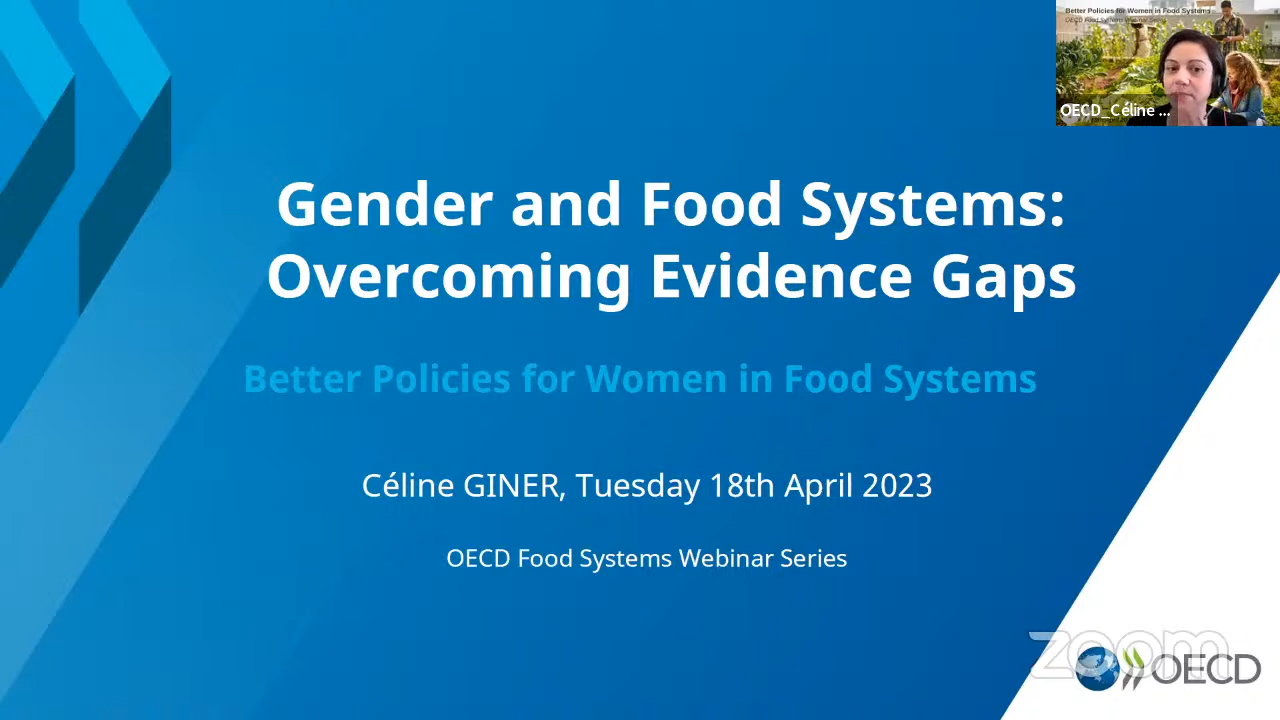 Better Policies for Women in Food Systems
OECD Food Systems Webinar Series
OECD_Céline ...
Gender and Food Systems:
Overcoming Evidence Gaps
Better Policies for Women in Food Systems
Céline GINER, Tuesday 18th April 2023
OECD Food Systems Webinar Series
zoom
OECD